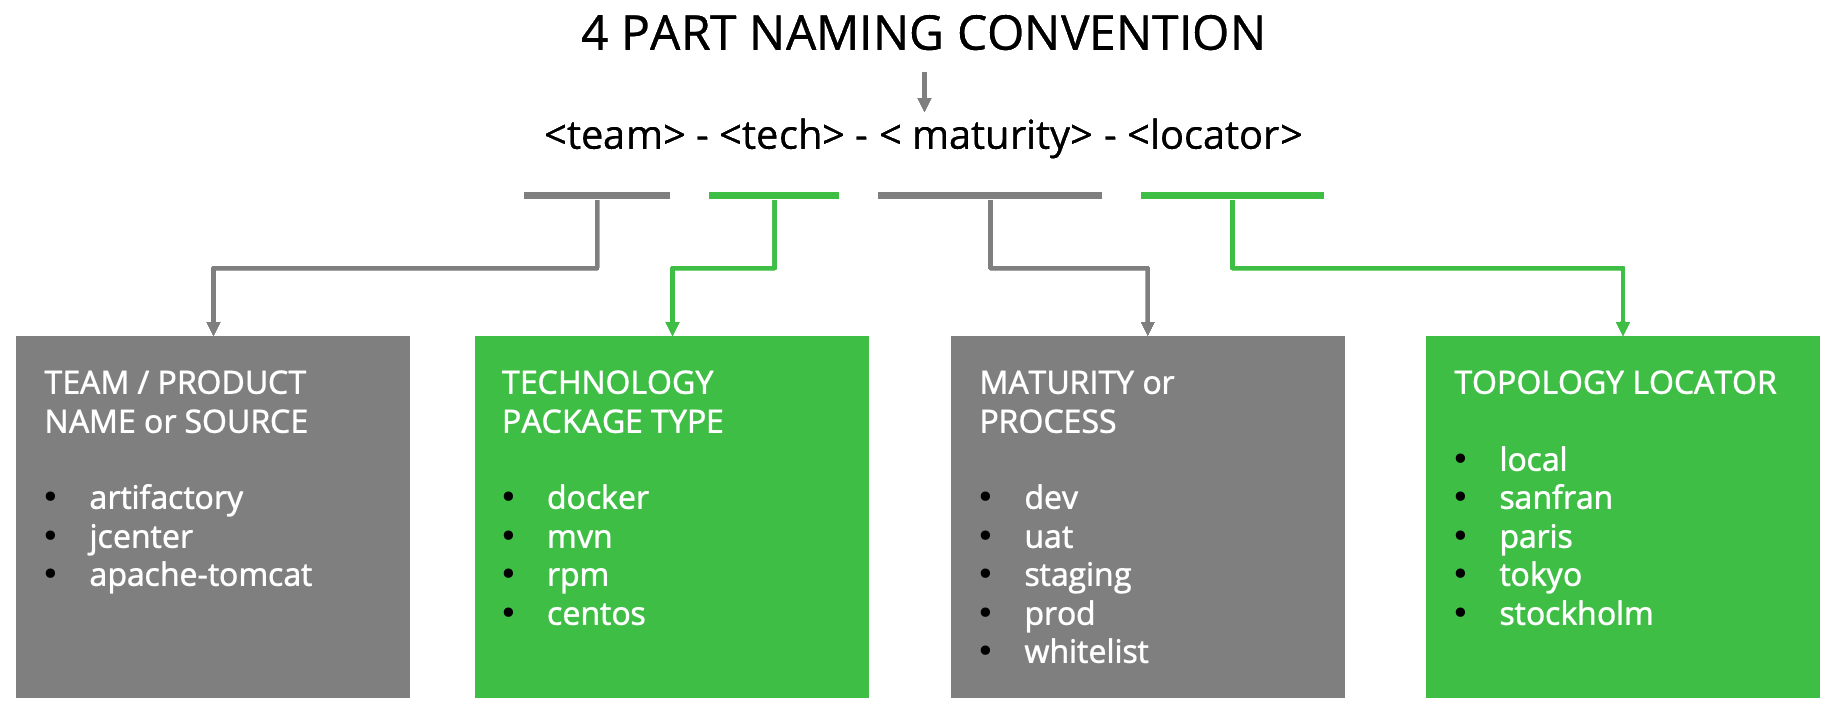 4 PART NAMING CONVENTION
<team> - <tech> - < maturity> - <locator>
TEAM / PRODUCT
NAME or SOURCE
• artifactory
• jcenter
• apache-tomcat
TECHNOLOGY
PACKAGE TYPE
• docker
• mvn
• rpm
• centos
MATURITY or
PROCESS
• dev
• uat
• staging
• prod
• whitelist
TOPOLOGY LOCATOR
• local
• sanfran
• paris
• tokyo
• stockholm